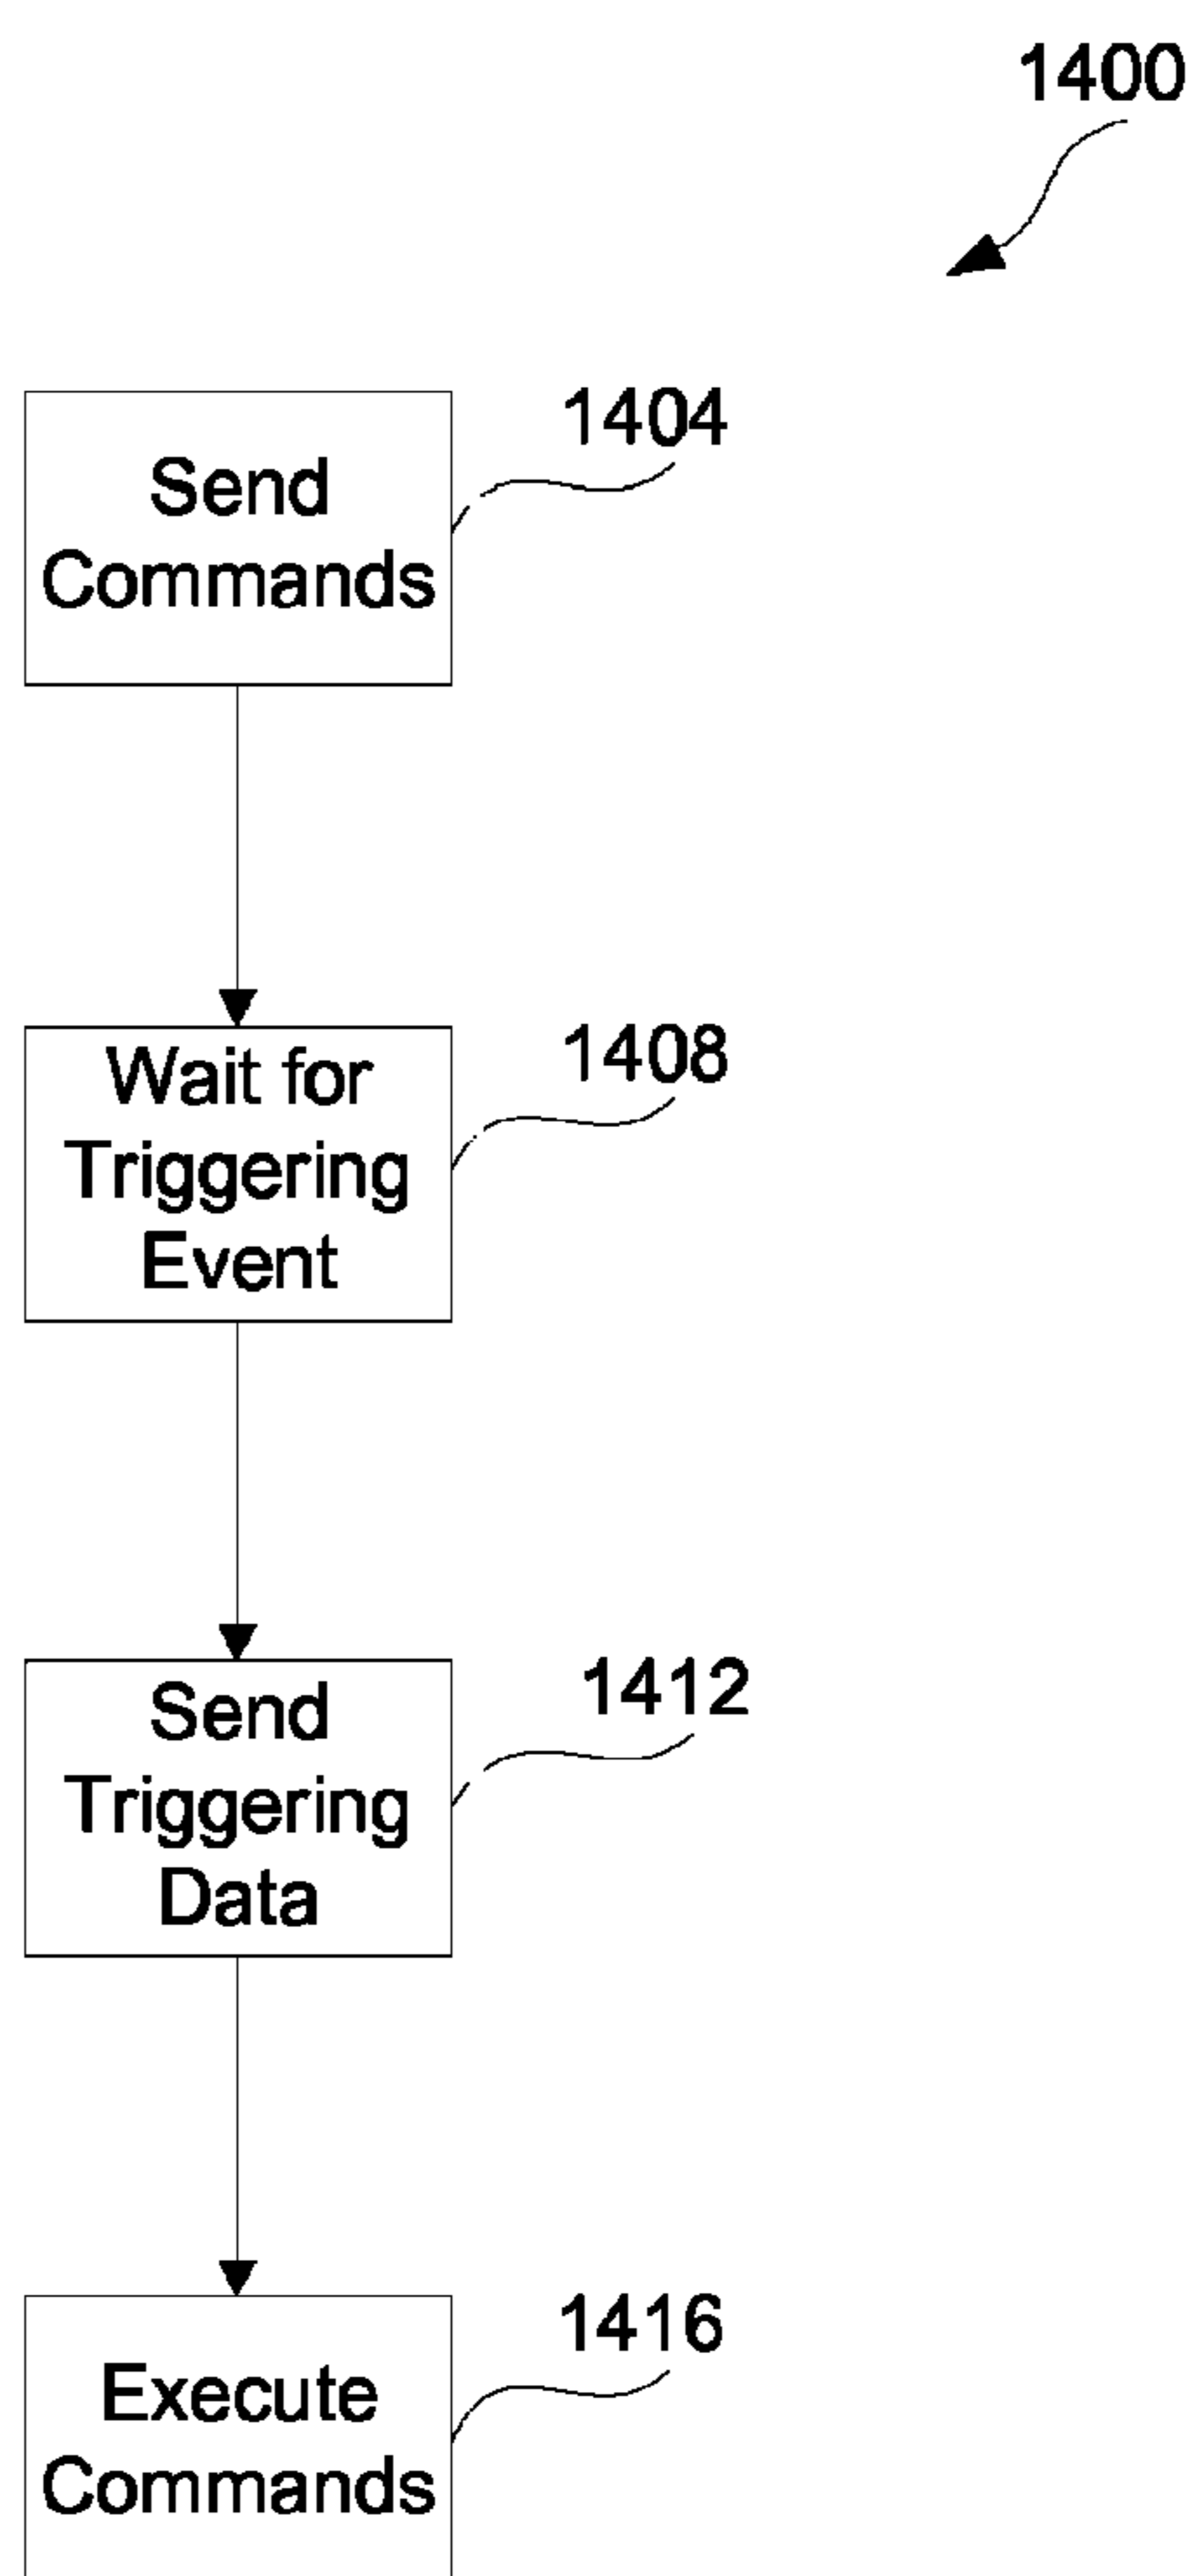 1400
1404
Send
Commands
1408
Wait for
Triggering
Event
1412
Send
Triggering
Data
1416
Execute
Commands